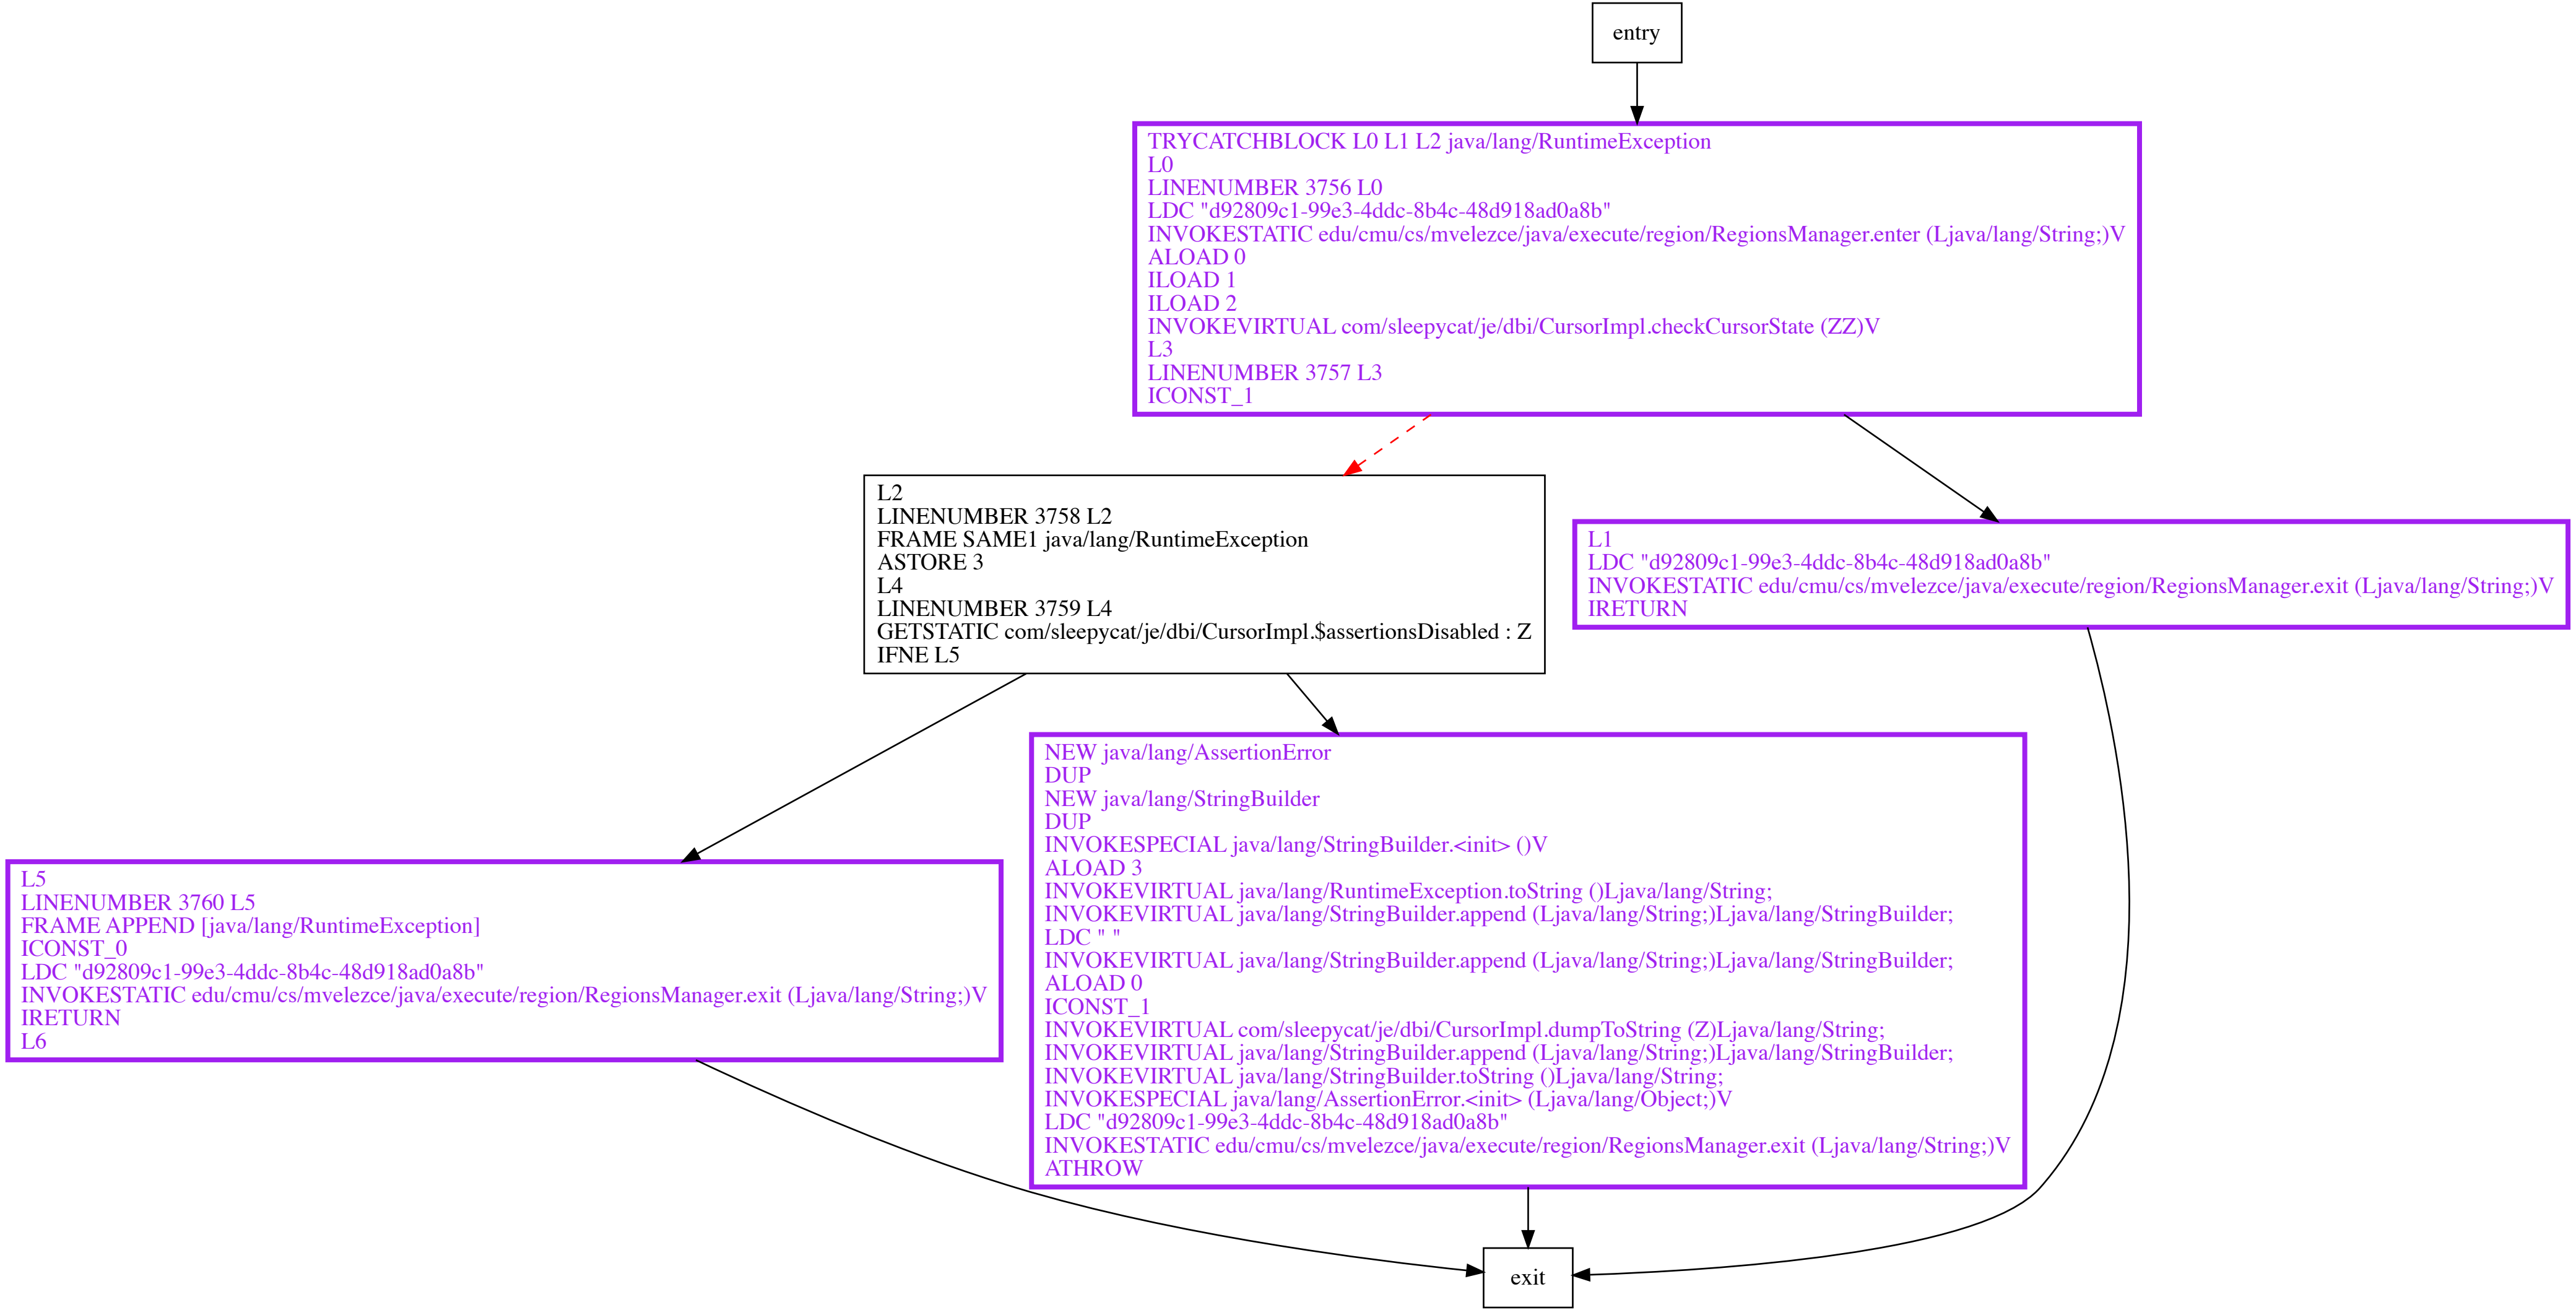 entry
TRYCATCHBLOCK L0 L1 L2 java/lang/RuntimeException
L0
LINENUMBER 3756 L0
LDC "d92809c1-99e3-4ddc-8b4c-48d918ad0a8b"
INVOKESTATIC edu/cmu/cs/mvelezce/java/execute/region/RegionsManager.enter (Ljava/lang/String;)V
ALOAD 0
ILOAD 1
ILOAD 2
INVOKEVIRTUAL com/sleepycat/je/dbi/CursorImpl.checkCursorState (ZZ)V
L3
LINENUMBER 3757 L3
ICONST_1
L2
LINENUMBER 3758 L2
FRAME SAME1 java/lang/RuntimeException
ASTORE 3
L4
LINENUMBER 3759 L4
GETSTATIC com/sleepycat/je/dbi/CursorImpl.$assertionsDisabled : Z
IFNE L5
L1
LDC "d92809c1-99e3-4ddc-8b4c-48d918ad0a8b"
INVOKESTATIC edu/cmu/cs/mvelezce/java/execute/region/RegionsManager.exit (Ljava/lang/String;)V
IRETURN
L5
LINENUMBER 3760 L5
FRAME APPEND [java/lang/RuntimeException]
ICONST_0
LDC "d92809c1-99e3-4ddc-8b4c-48d918ad0a8b"
INVOKESTATIC edu/cmu/cs/mvelezce/java/execute/region/RegionsManager.exit (Ljava/lang/String;)V
IRETURN
L6
NEW java/lang/AssertionError
DUP
NEW java/lang/StringBuilder
DUP
INVOKESPECIAL java/lang/StringBuilder.<init> ()V
ALOAD 3
INVOKEVIRTUAL java/lang/RuntimeException.toString ()Ljava/lang/String;
INVOKEVIRTUAL java/lang/StringBuilder.append (Ljava/lang/String;)Ljava/lang/StringBuilder;
LDC " "
INVOKEVIRTUAL java/lang/StringBuilder.append (Ljava/lang/String;)Ljava/lang/StringBuilder;
ALOAD 0
ICONST_1
INVOKEVIRTUAL com/sleepycat/je/dbi/CursorImpl.dumpToString (Z)Ljava/lang/String;
INVOKEVIRTUAL java/lang/StringBuilder.append (Ljava/lang/String;)Ljava/lang/StringBuilder;
INVOKEVIRTUAL java/lang/StringBuilder.toString ()Ljava/lang/String;
INVOKESPECIAL java/lang/AssertionError.<init> (Ljava/lang/Object;)V
LDC "d92809c1-99e3-4ddc-8b4c-48d918ad0a8b"
INVOKESTATIC edu/cmu/cs/mvelezce/java/execute/region/RegionsManager.exit (Ljava/lang/String;)V
ATHROW
exit